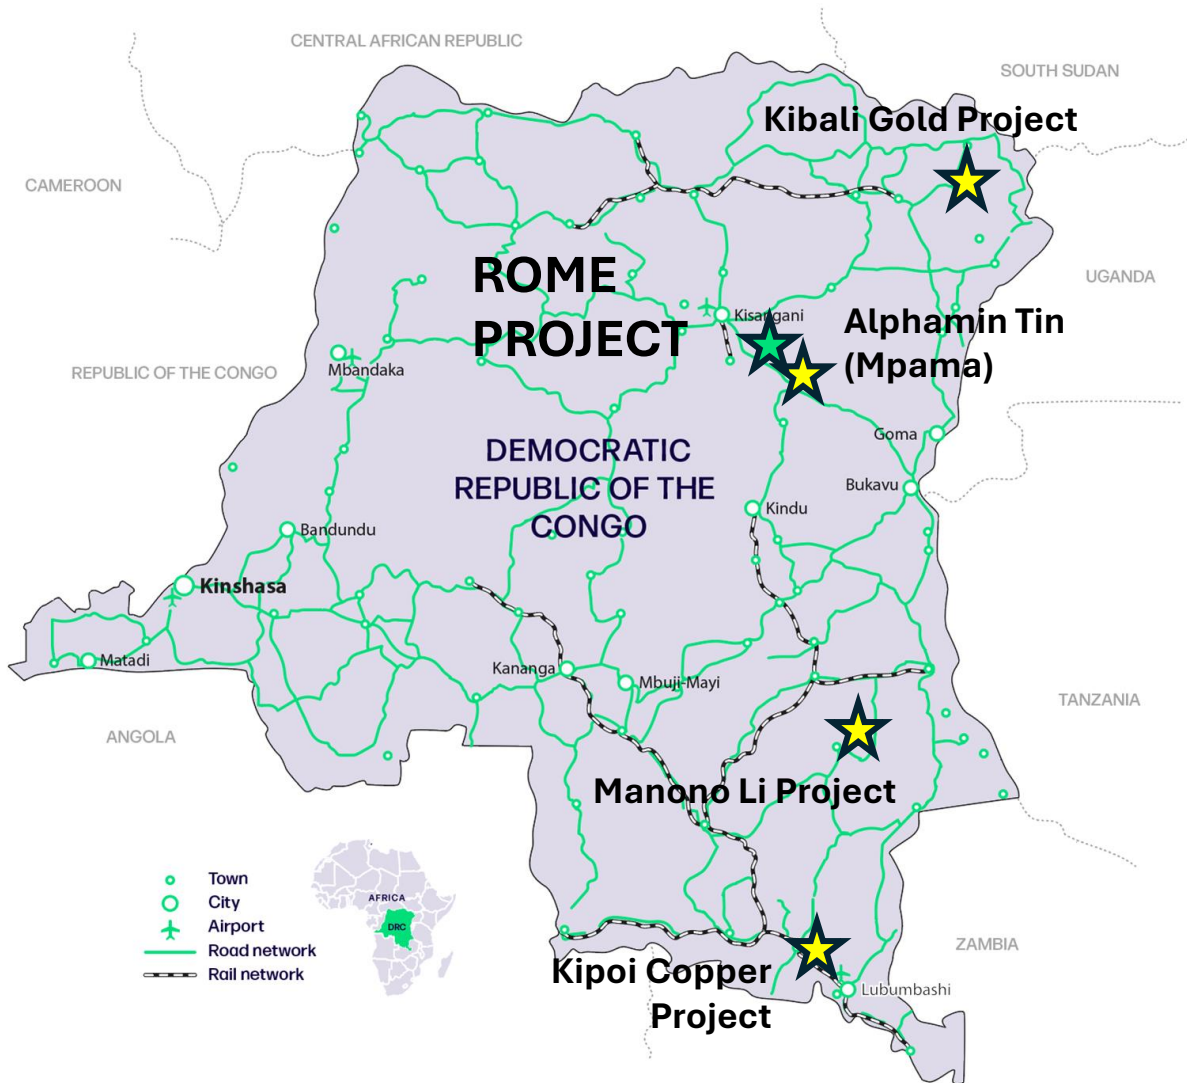 CENTRAL AFRICAN REPUBLIC
SOUTH SUDAN
Kibali Gold Project
CAMEROON
ROME
PROJECT
UGANDA
Kisangani
Alphamin Tin
(Mpama)
REPUBLIC OF THE CONGO
Mbandaka
Goma
DEMOCRATIC
REPUBLIC OF THE
CONGO
Bukavu
Kindu
Bandundu
Kinshasa
Matadi
Kananga
Mbuji-Mayi
TANZANIA
ANGOLA
Manono Li Project
Town
City
Airport
Road network
Rail network
AFRICA
DRC
ZAMBIA
Kipoi Copper
Project
Lubumbashi